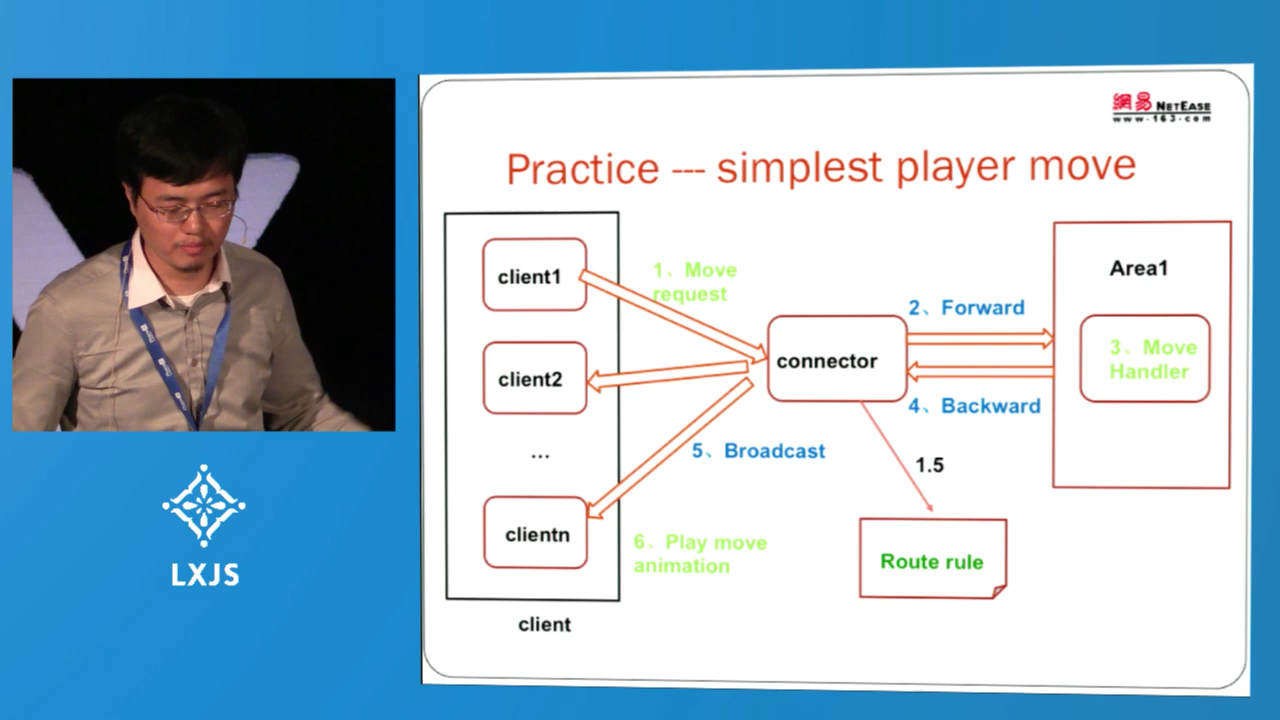 網易 NETEASE
www.163.com
Practice --- simplest player move
client1
1、Move
request
Area1
2、Forward
client2
connector
3、Move
Handler
4、Backward
...
5、Broadcast
1.5
clientn
6、Play move
animation
Route rule
client
LXJS